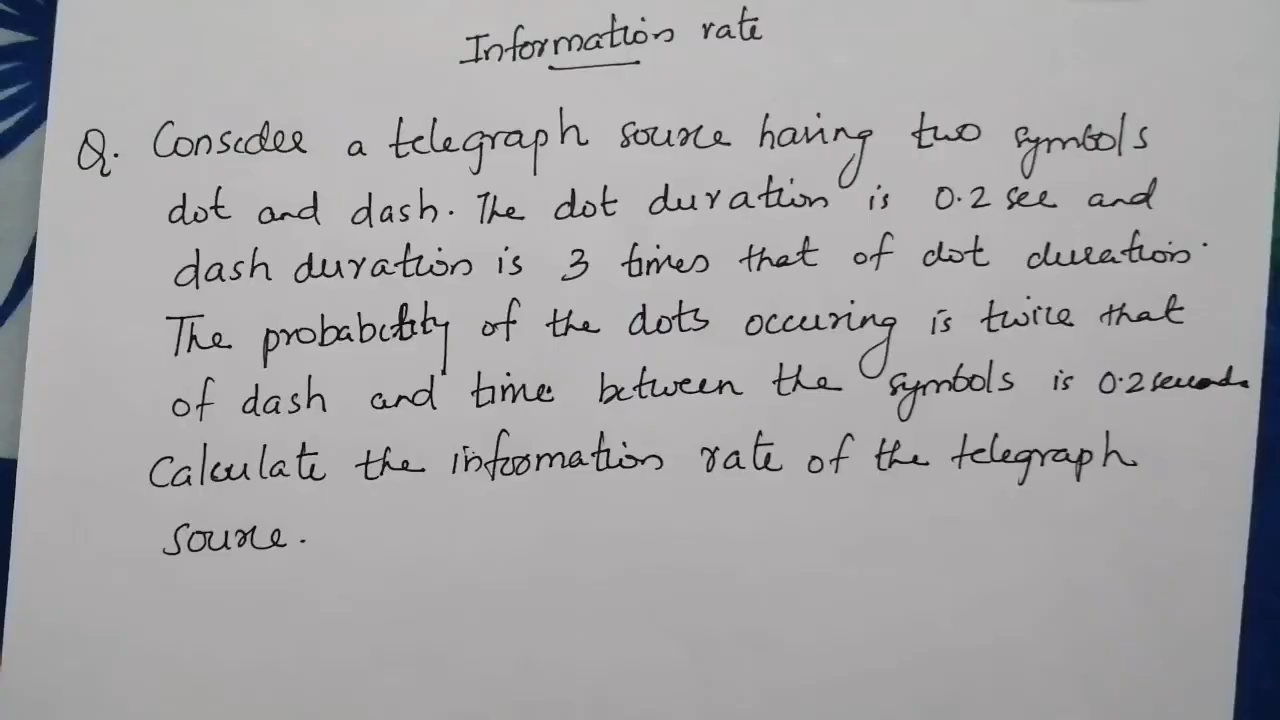 Information rate
Q. Consider a telegraph source having two symbols
dot and dash. The dot duration is 0.2 sec and
dash duration is 3 times that of dot duration.
The probability of the dots occuring is twice that
of dash and time between the symbols is 0.2 seconds
Calculate the information rate of the telegraph
source.